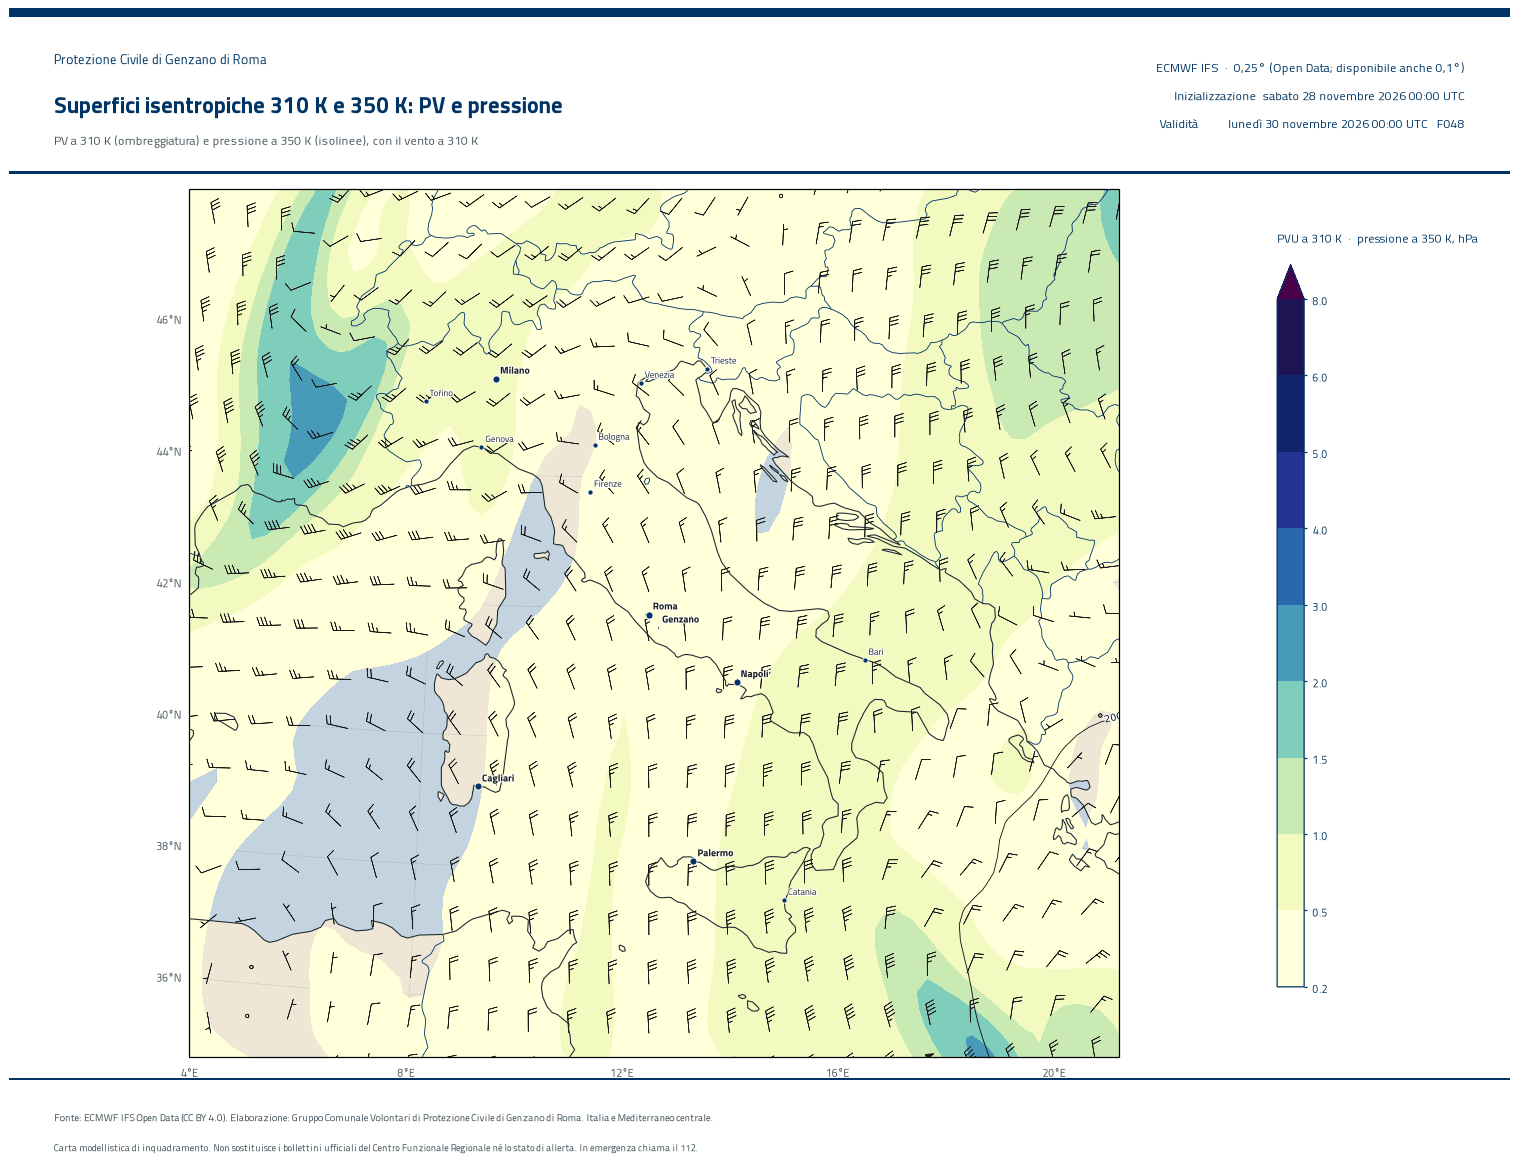 Protezione Civile di Genzano di Roma
Superfici isentropiche 310 K e 350 K: PV e pressione
PV a 310 K (ombreggiatura) e pressione a 350 K (isolinee), con il vento a 310 K
ECMWF IFS · 0,25° (Open Data; disponibile anche 0,1°)
Inizializzazione sabato 28 novembre 2026 00:00 UTC
Validità lunedì 30 novembre 2026 00:00 UTC F048
PVU a 310 K · pressione a 350 K, hPa
8.0
6.0
5.0
4.0
3.0
2.0
1.5
1.0
0.5
0.2
46°N
44°N
42°N
40°N
38°N
36°N
4°E
8°E
12°E
16°E
20°E
Trieste
Milano
Venezia
Torino
Genova
Bologna
Firenze
Roma
Genzano
Bari
Napoli
200
Cagliari
Palermo
Catania
Fonte: ECMWF IFS Open Data (CC BY 4.0). Elaborazione: Gruppo Comunale Volontari di Protezione Civile di Genzano di Roma. Italia e Mediterraneo centrale.
Carta modellistica di inquadramento. Non sostituisce i bollettini ufficiali del Centro Funzionale Regionale né lo stato di allerta. In emergenza chiama il 112.